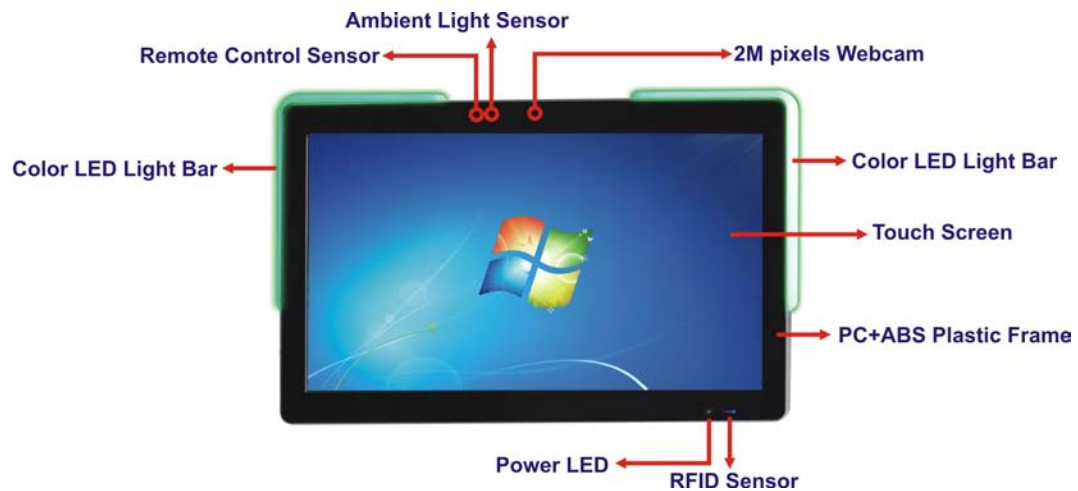 Ambient Light Sensor
Remote Control Sensor
2M pixels Webcam
Color LED Light Bar
Color LED Light Bar
Touch Screen
PC+ABS Plastic Frame
Power LED
RFID Sensor